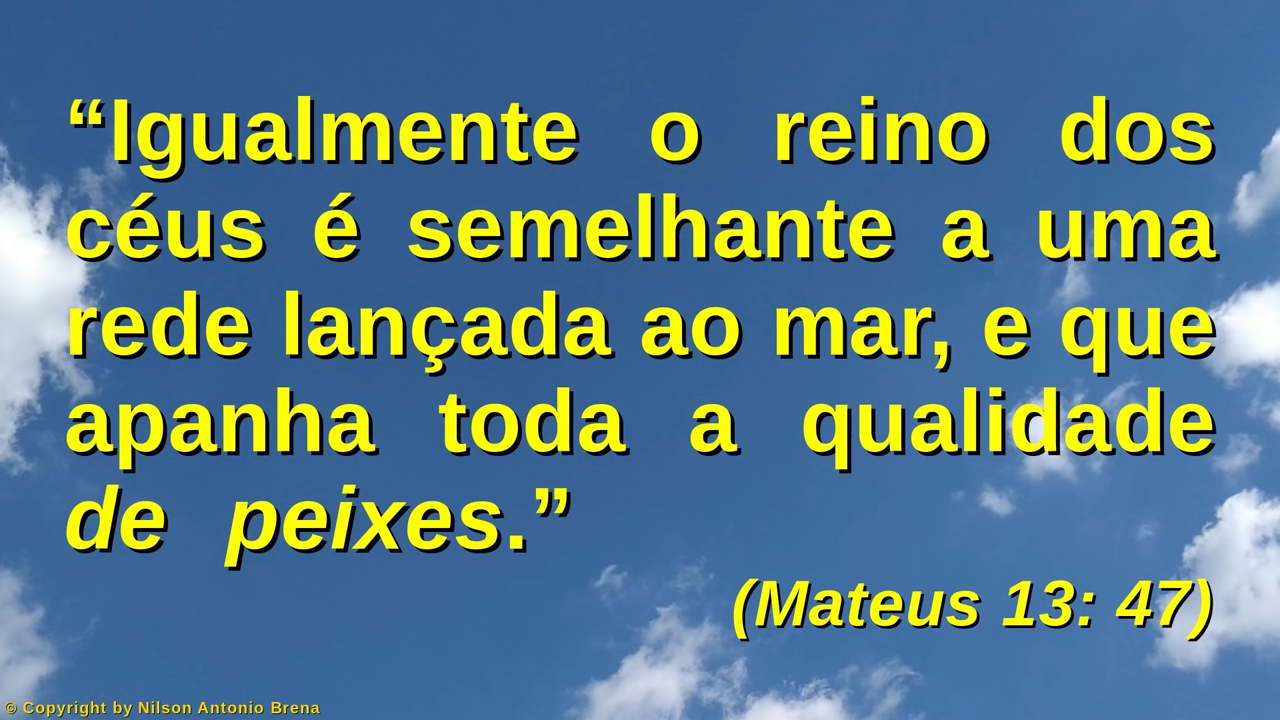 “Igualmente o reino dos
céus é semelhante a uma
rede lançada ao mar, e que
apanha toda a qualidade
de peixes.”
(Mateus 13: 47)
© Copyright by Nilson Antonio Brena